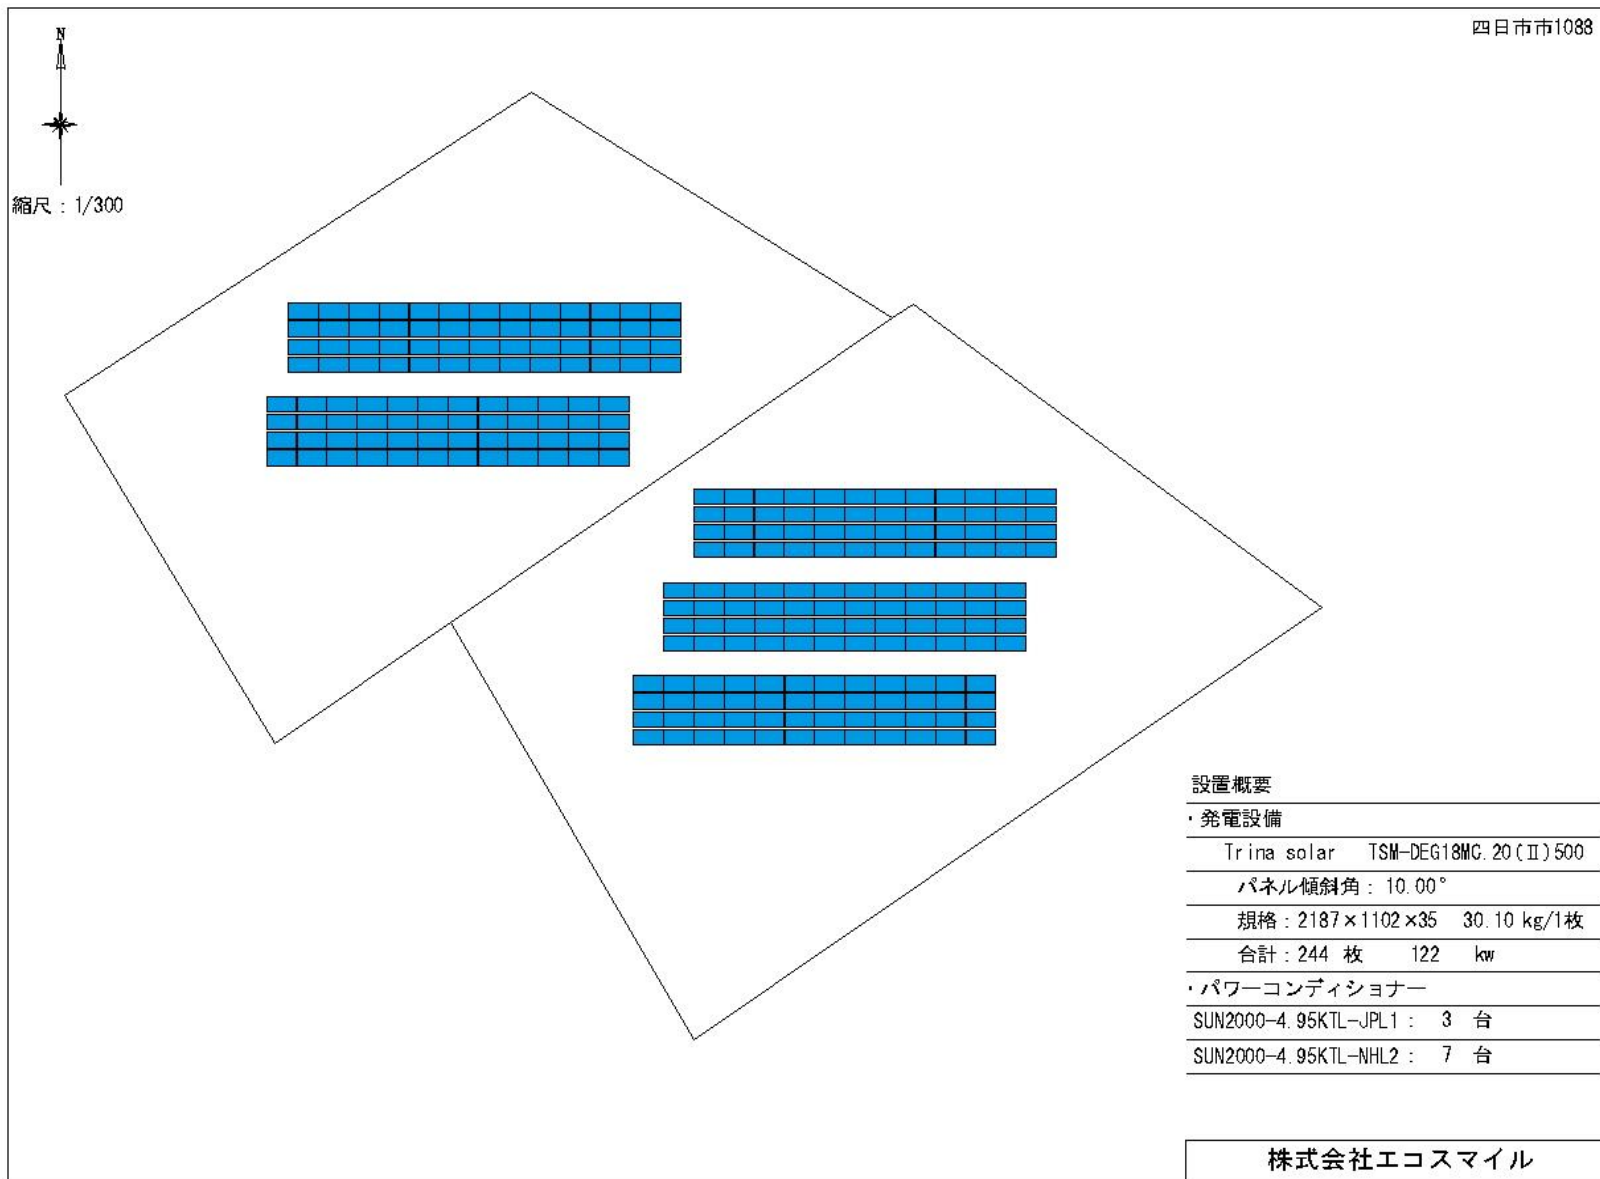 四日市市1088
N
縮尺：1/300
設置概要
・発電設備
Trina solar TSM-DEG18MC.20(Ⅱ)500
パネル傾斜角：10.00°
規格：2187×1102×35 30.10 kg/1枚
合計：244 枚 122 kw
・パワーコンディショナー
SUN2000-4.95KTL-JPL1： 3 台
SUN2000-4.95KTL-NHL2： 7 台
株式会社エコスマイル